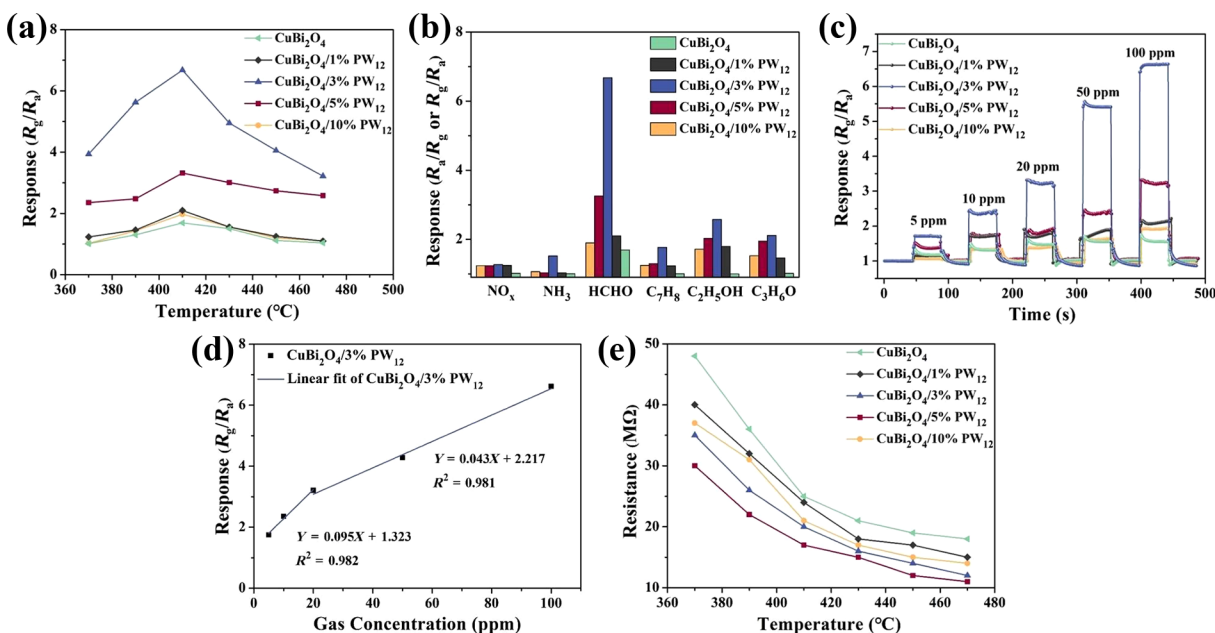 (a)
CuBi₂O₄
CuBi₂O₄/1% PW₁₂
CuBi₂O₄/3% PW₁₂
CuBi₂O₄/5% PW₁₂
CuBi₂O₄/10% PW₁₂
Response (Rg/Ra)
8
6
4
2
0
360 380 400 420 440 460 480 500
Temperature (°C)
(b)
CuBi₂O₄
CuBi₂O₄/1% PW₁₂
CuBi₂O₄/3% PW₁₂
CuBi₂O₄/5% PW₁₂
CuBi₂O₄/10% PW₁₂
Response (Ra/Rg or Rg/Ra)
8
6
4
2
NOₓ NH₃ HCHO C₇H₈ C₂H₅OH C₃H₆O
(c)
CuBi₂O₄
CuBi₂O₄/1% PW₁₂
CuBi₂O₄/3% PW₁₂
CuBi₂O₄/5% PW₁₂
CuBi₂O₄/10% PW₁₂
5 ppm
10 ppm
20 ppm
50 ppm
100 ppm
Response (Rg/Ra)
7
6
5
4
3
2
1
0 100 200 300 400 500
Time (s)
(d)
CuBi₂O₄/3% PW₁₂
Linear fit of CuBi₂O₄/3% PW₁₂
Y = 0.043X + 2.217
R² = 0.981
Y = 0.095X + 1.323
R² = 0.982
Response (Rg/Ra)
8
6
4
2
0
0 20 40 60 80 100
Gas Concentration (ppm)
(e)
CuBi₂O₄
CuBi₂O₄/1% PW₁₂
CuBi₂O₄/3% PW₁₂
CuBi₂O₄/5% PW₁₂
CuBi₂O₄/10% PW₁₂
Resistance (MΩ)
50
40
30
20
10
360 380 400 420 440 460 480
Temperature (°C)